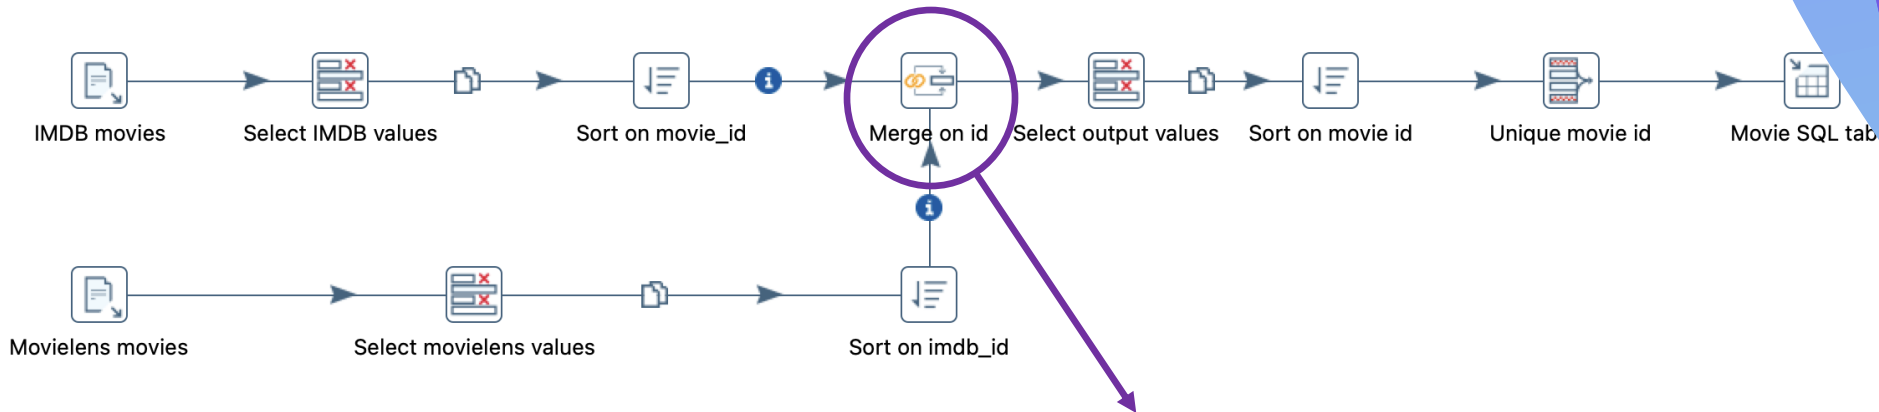 IMDB movies
Select IMDB values
Sort on movie_id
Merge on id
Select output values
Sort on movie id
Unique movie id
Movie SQL tab
Movielens movies
Select movielens values
Sort on imdb_id